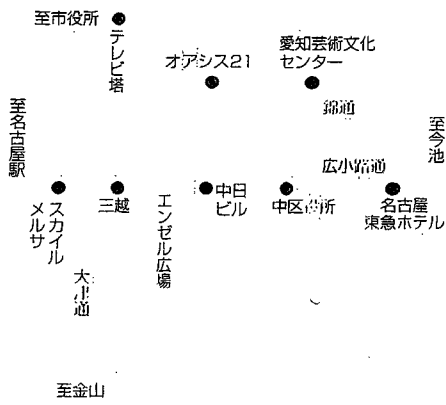 至市役所
テレビ塔
オアシス21
愛知芸術文化
センター
錦通
至今池
至名古屋駅
広小路通
スカイル
メルサ
三越
エンゼル広場
中日
ビル
中区役所
名古屋
東急ホテル
大津通
至金山